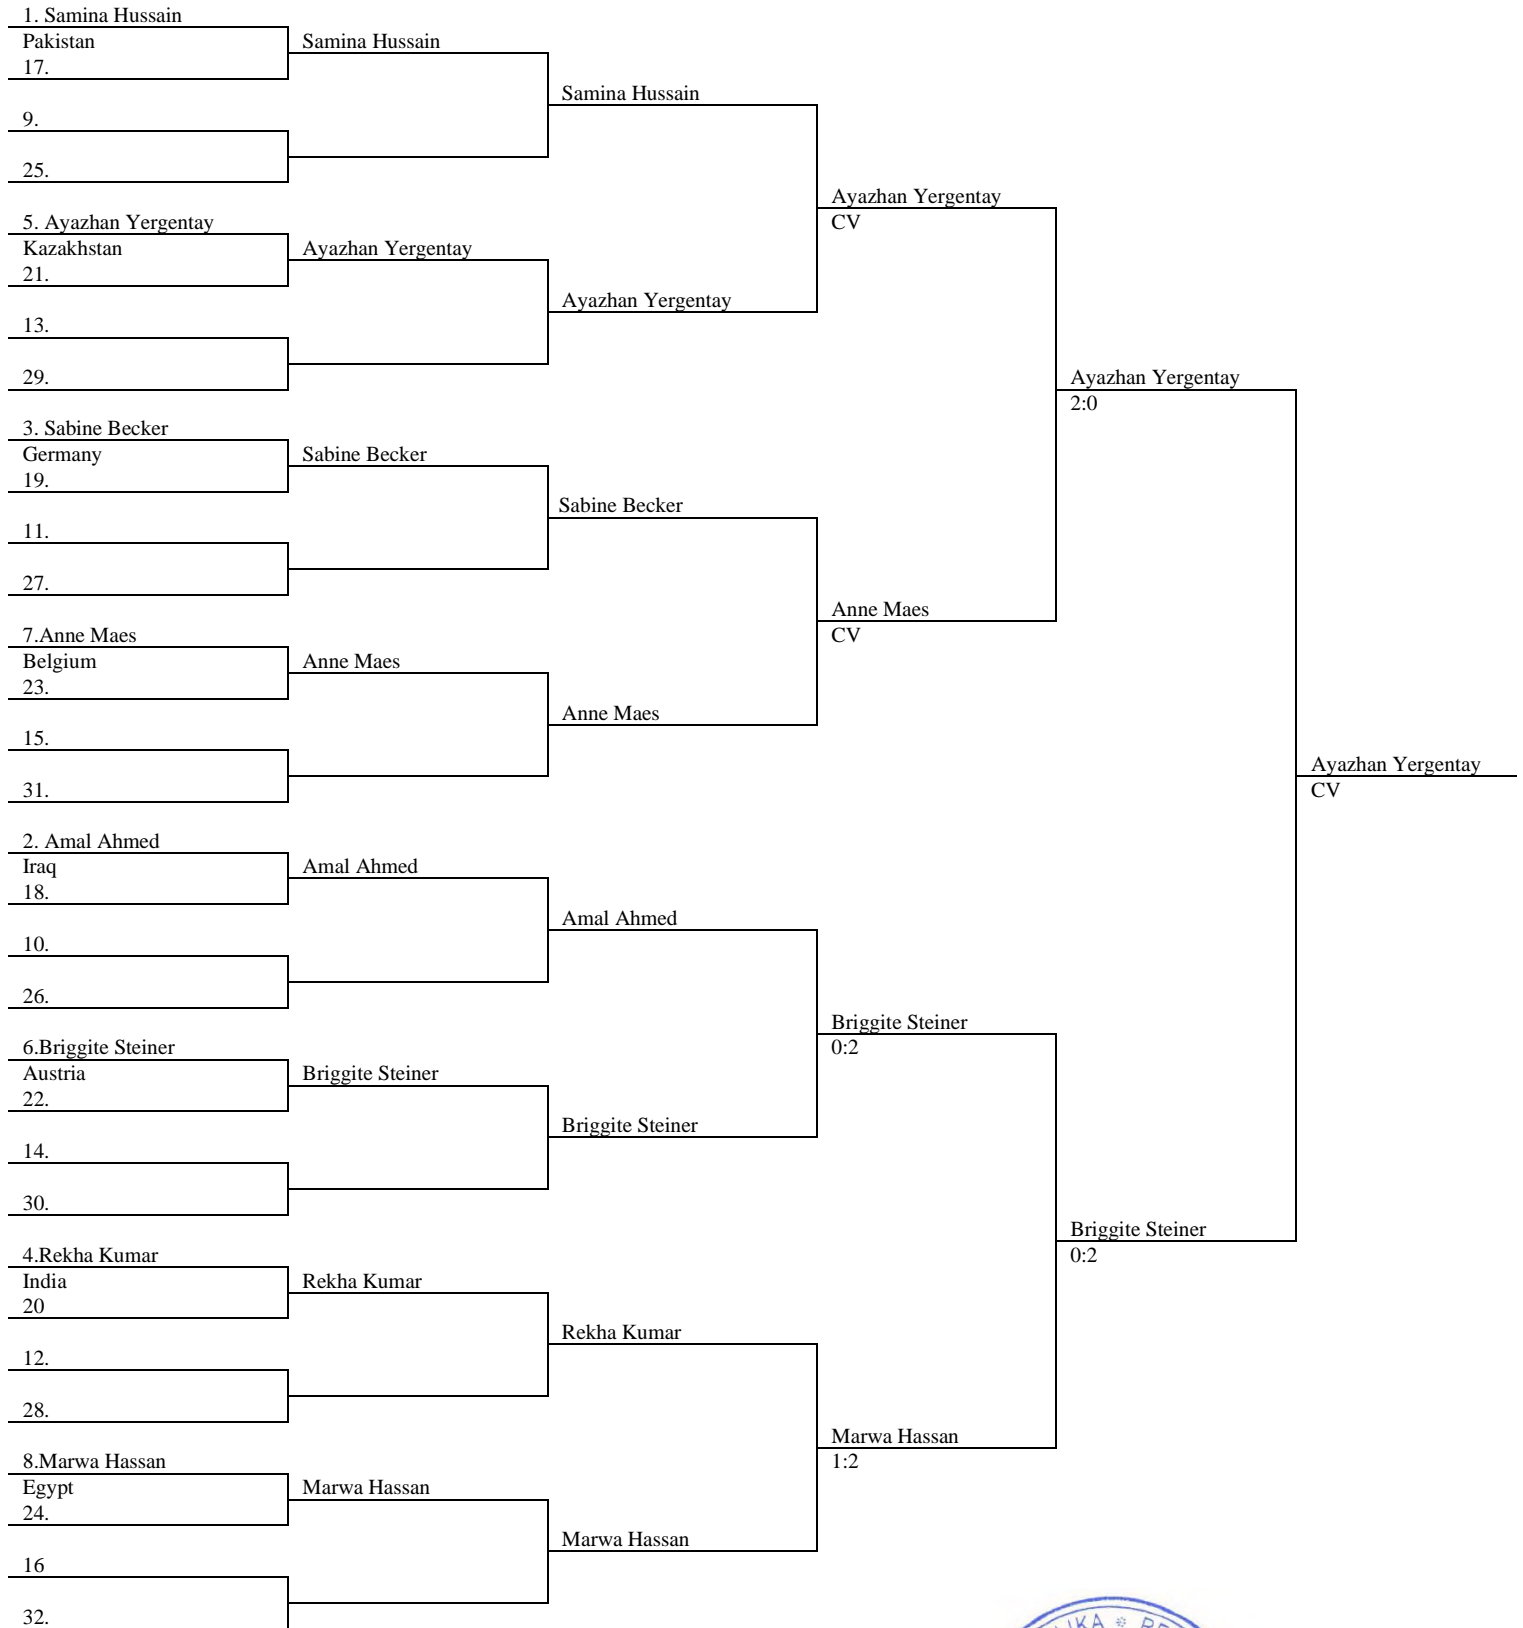 1. Samina Hussain
Pakistan
17.
Samina Hussain
9.
25.
Samina Hussain
5. Ayazhan Yergentay
Kazakhstan
21.
Ayazhan Yergentay
13.
29.
Ayazhan Yergentay
Ayazhan Yergentay
CV
3. Sabine Becker
Germany
19.
Sabine Becker
11.
27.
Sabine Becker
7.Anne Maes
Belgium
23.
Anne Maes
15.
31.
Anne Maes
Anne Maes
CV
Ayazhan Yergentay
2:0
2. Amal Ahmed
Iraq
18.
Amal Ahmed
10.
26.
Amal Ahmed
6.Briggite Steiner
Austria
22.
Briggite Steiner
14.
30.
Briggite Steiner
Briggite Steiner
0:2
4.Rekha Kumar
India
20
Rekha Kumar
12.
28.
Rekha Kumar
8.Marwa Hassan
Egypt
24.
Marwa Hassan
16
32.
Marwa Hassan
Marwa Hassan
1:2
Briggite Steiner
0:2
Ayazhan Yergentay
CV